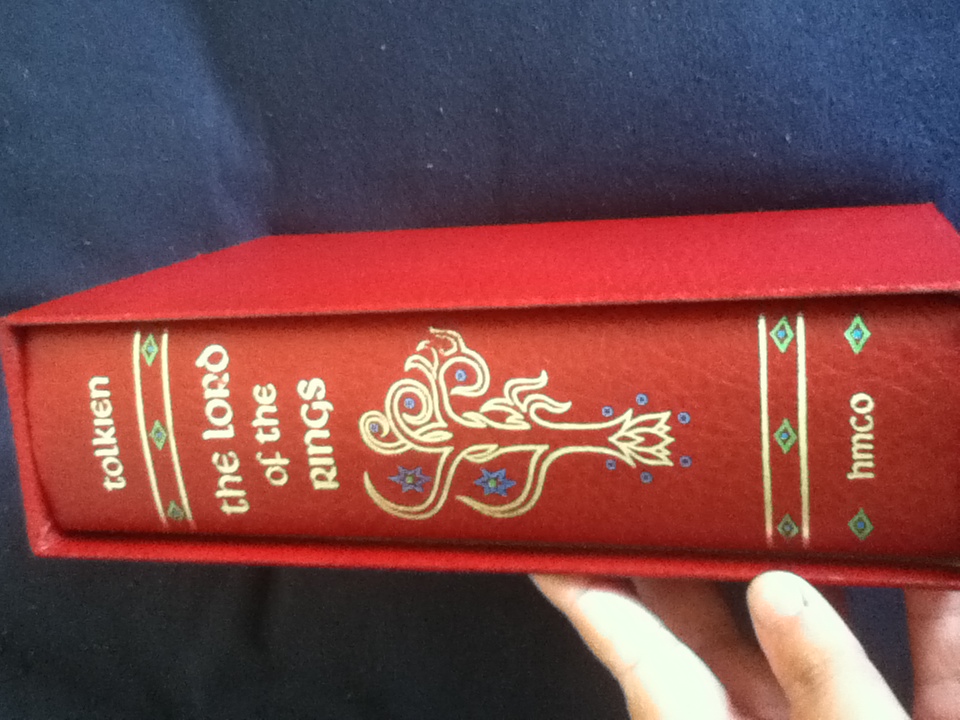 tolkien
the LORD
of the
RINGS
hmco